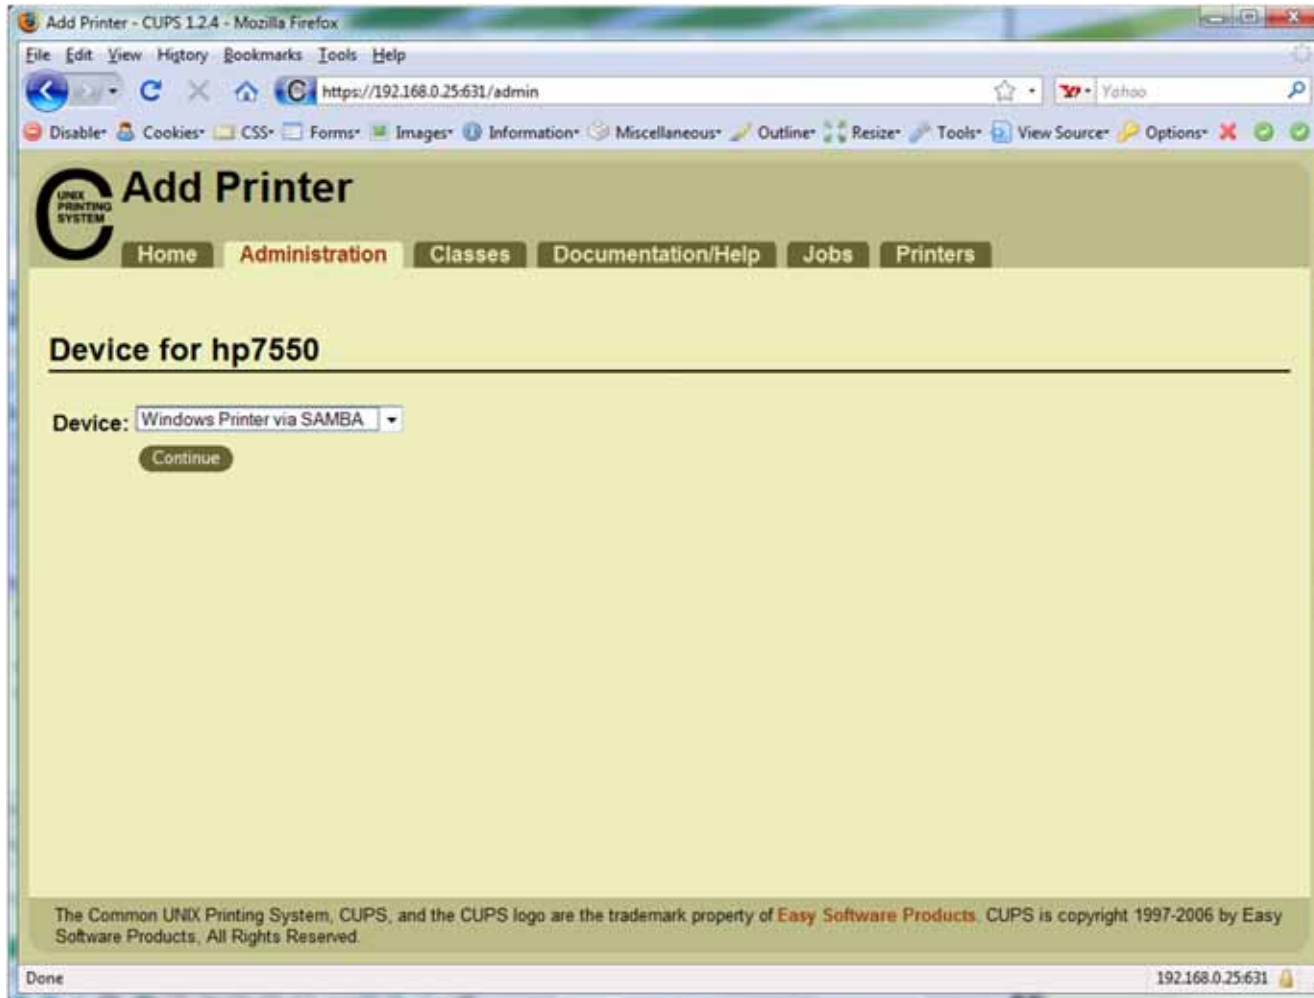 Add Printer - CUPS 1.2.4 - Mozilla Firefox
File Edit View History Bookmarks Tools Help
https://192.168.0.25:631/admin
Yahoo
Disable Cookies CSS Forms Images Information Miscellaneous Outline Resize Tools View Source Options
UNIX
PRINTING
SYSTEM
Add Printer
Home Administration Classes Documentation/Help Jobs Printers
Device for hp7550
Device: Windows Printer via SAMBA
Continue
The Common UNIX Printing System, CUPS, and the CUPS logo are the trademark property of Easy Software Products. CUPS is copyright 1997-2006 by Easy
Software Products, All Rights Reserved.
Done
192.168.0.25:631